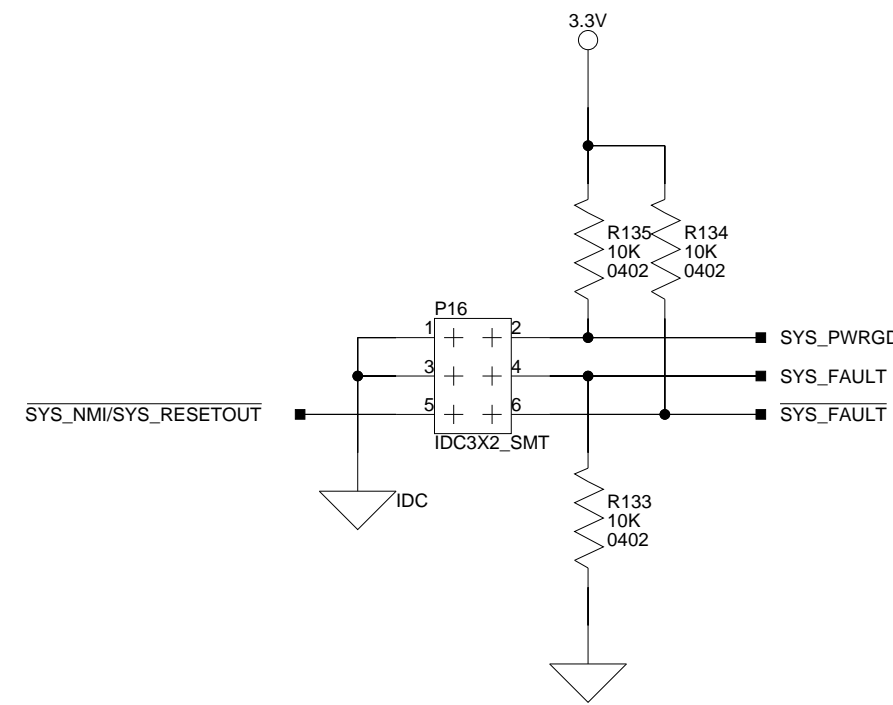 3.3V
R135
10K
0402
R134
10K
0402
P16
1
2
SYS_PWRGD
3
4
SYS_FAULT
SYS_NMI/SYS_RESETOUT
5
6
SYS_FAULT
IDC3X2_SMT
IDC
R133
10K
0402